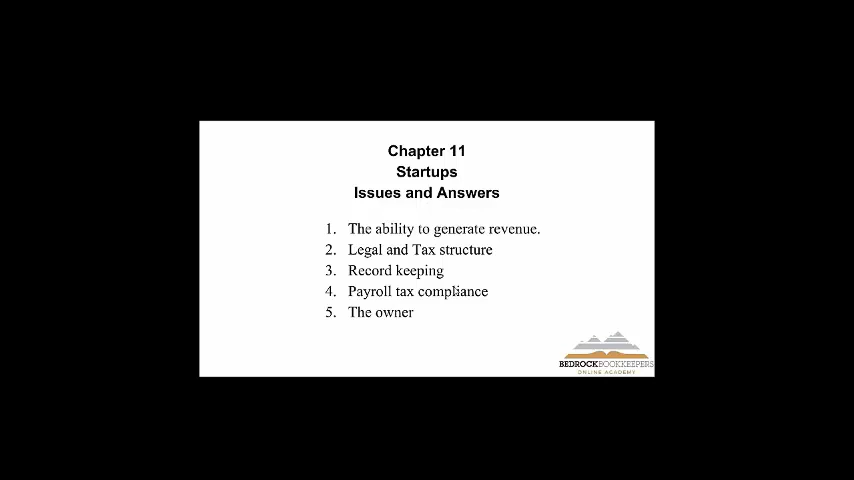 Chapter 11
Startups
Issues and Answers
1. The ability to generate revenue.
2. Legal and Tax structure
3. Record keeping
4. Payroll tax compliance
5. The owner
BEDROCKBOOKKEEPERS
ONLINE ACADEMY